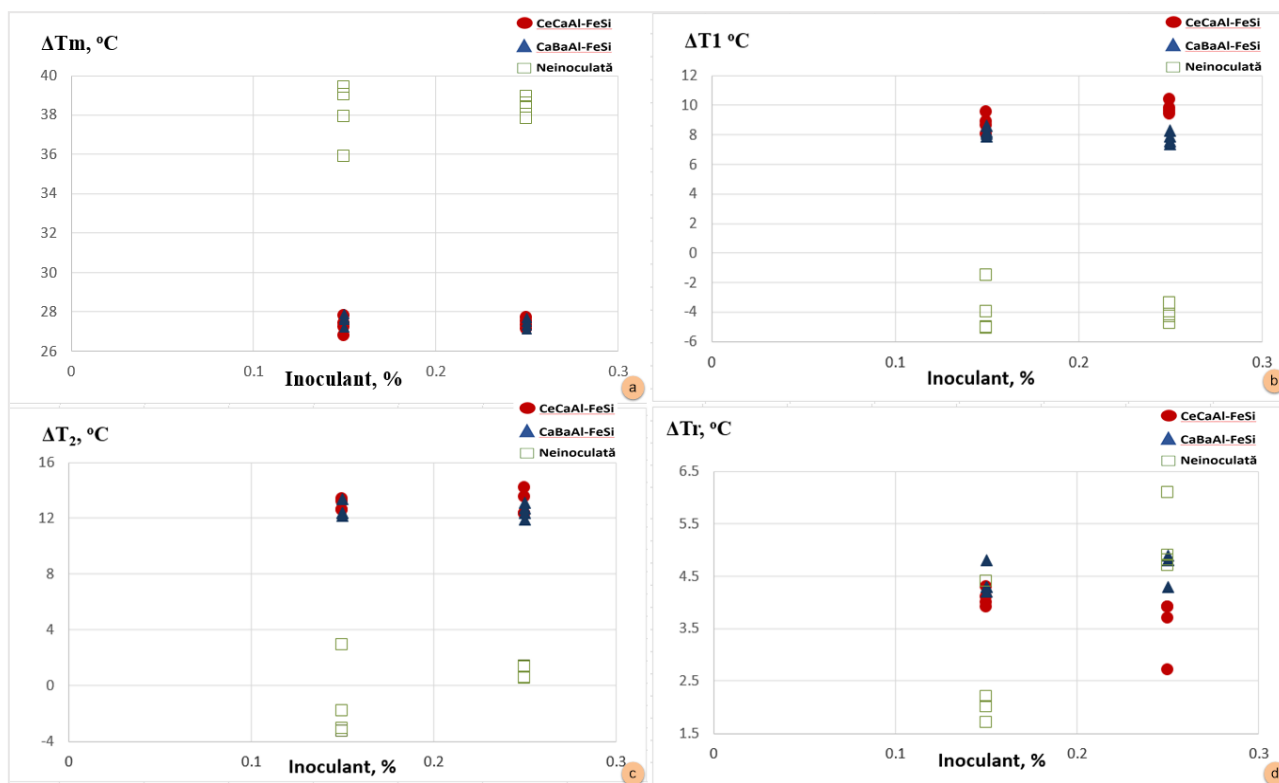 ΔTm, °C
CeCaAl-FeSi
CaBaAl-FeSi
Neinoculată
40
38
36
34
32
30
28
26
0
0.1
0.2
0.3
Inoculant, %
a
ΔT1 °C
CeCaAl-FeSi
CaBaAl-FeSi
Neinoculată
12
10
8
6
4
2
0
-2
-4
-6
0
0.1
0.2
0.3
Inoculant, %
b
ΔT₂, °C
CeCaAl-FeSi
CaBaAl-FeSi
Neinoculată
16
12
8
4
0
-4
0
0.1
0.2
0.3
Inoculant, %
c
ΔTr, °C
CeCaAl-FeSi
CaBaAl-FeSi
Neinoculată
6.5
5.5
4.5
3.5
2.5
1.5
0
0.1
0.2
0.3
Inoculant, %
d